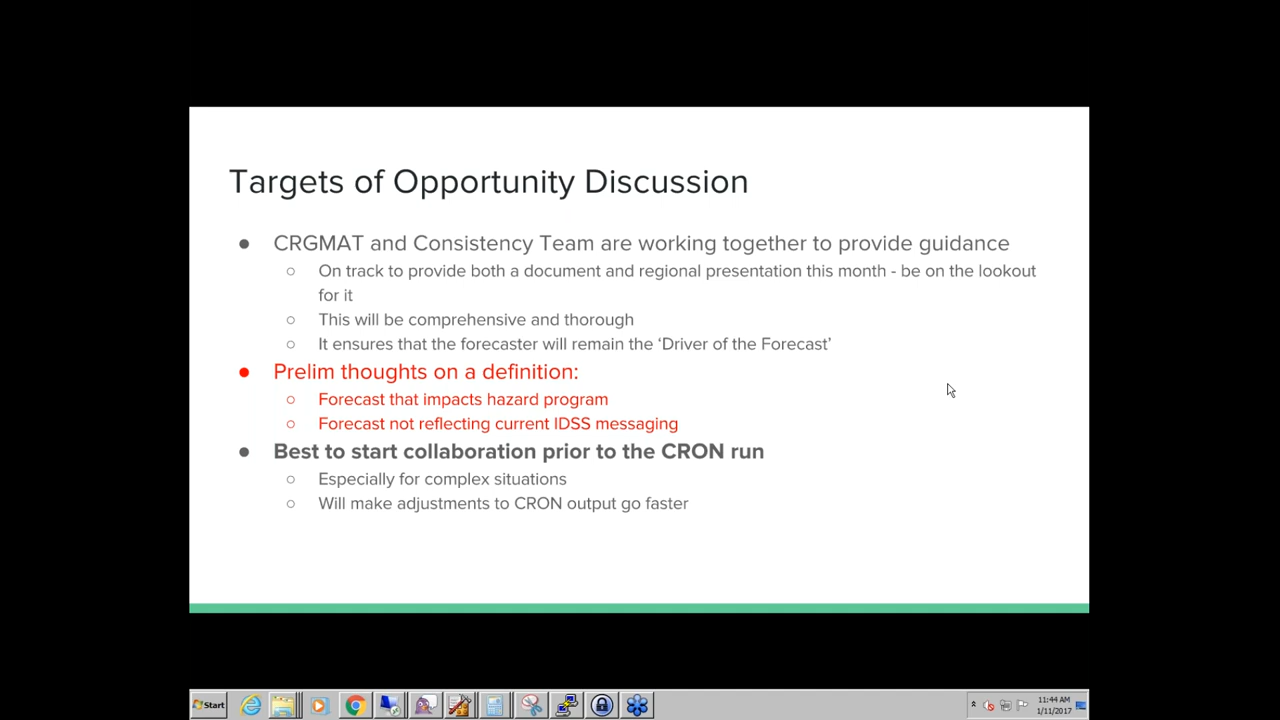 Targets of Opportunity Discussion
● CRGMAT and Consistency Team are working together to provide guidance
○ On track to provide both a document and regional presentation this month - be on the lookout
for it
○ This will be comprehensive and thorough
○ It ensures that the forecaster will remain the ‘Driver of the Forecast’
● Prelim thoughts on a definition:
○ Forecast that impacts hazard program
○ Forecast not reflecting current IDSS messaging
● Best to start collaboration prior to the CRON run
○ Especially for complex situations
○ Will make adjustments to CRON output go faster
Start
11:44 AM
1/11/2017